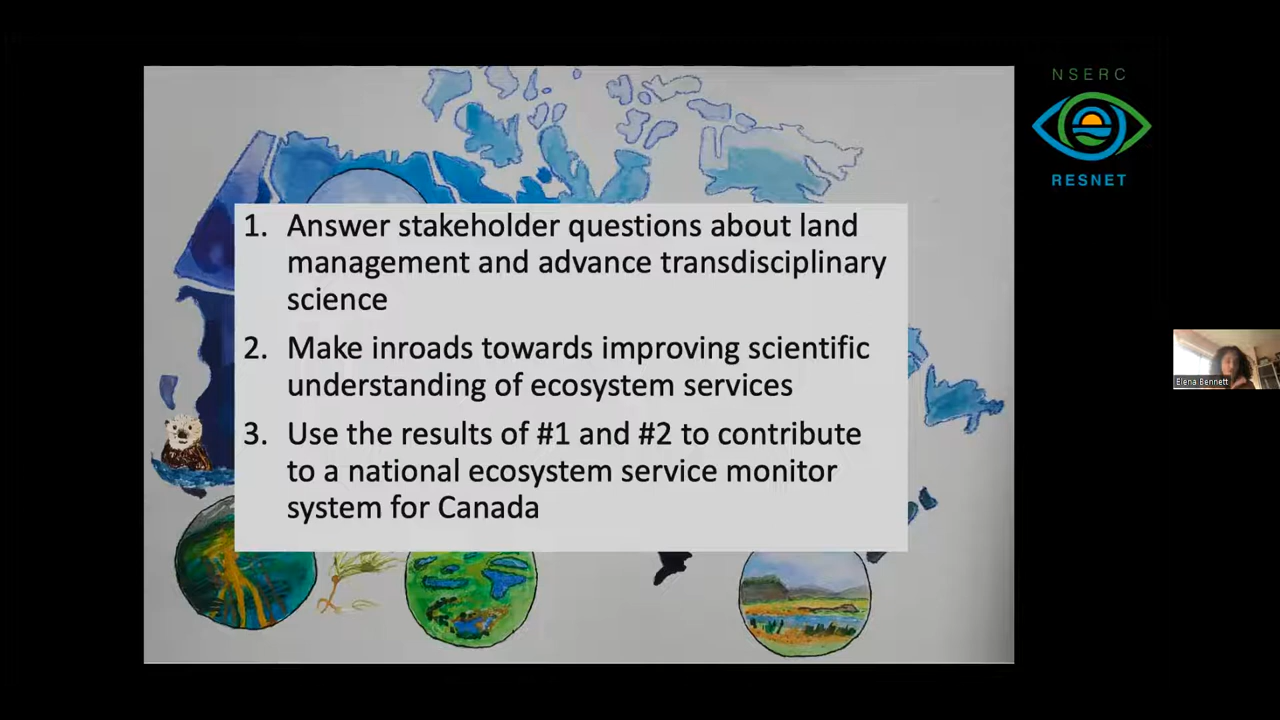 NSERC
RESNET
1. Answer stakeholder questions about land
management and advance transdisciplinary
science
2. Make inroads towards improving scientific
understanding of ecosystem services
3. Use the results of #1 and #2 to contribute
to a national ecosystem service monitor
system for Canada
Elena Bennett